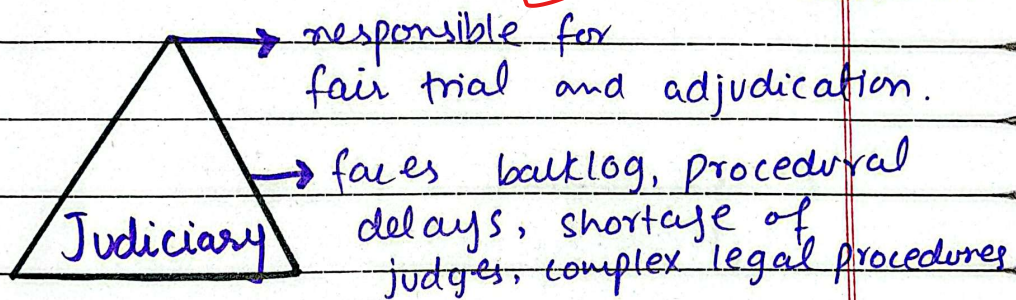 responsible for
fair trial and adjudication.
faces backlog, procedural
delays, shortage of
judges, complex legal procedures
Judiciary